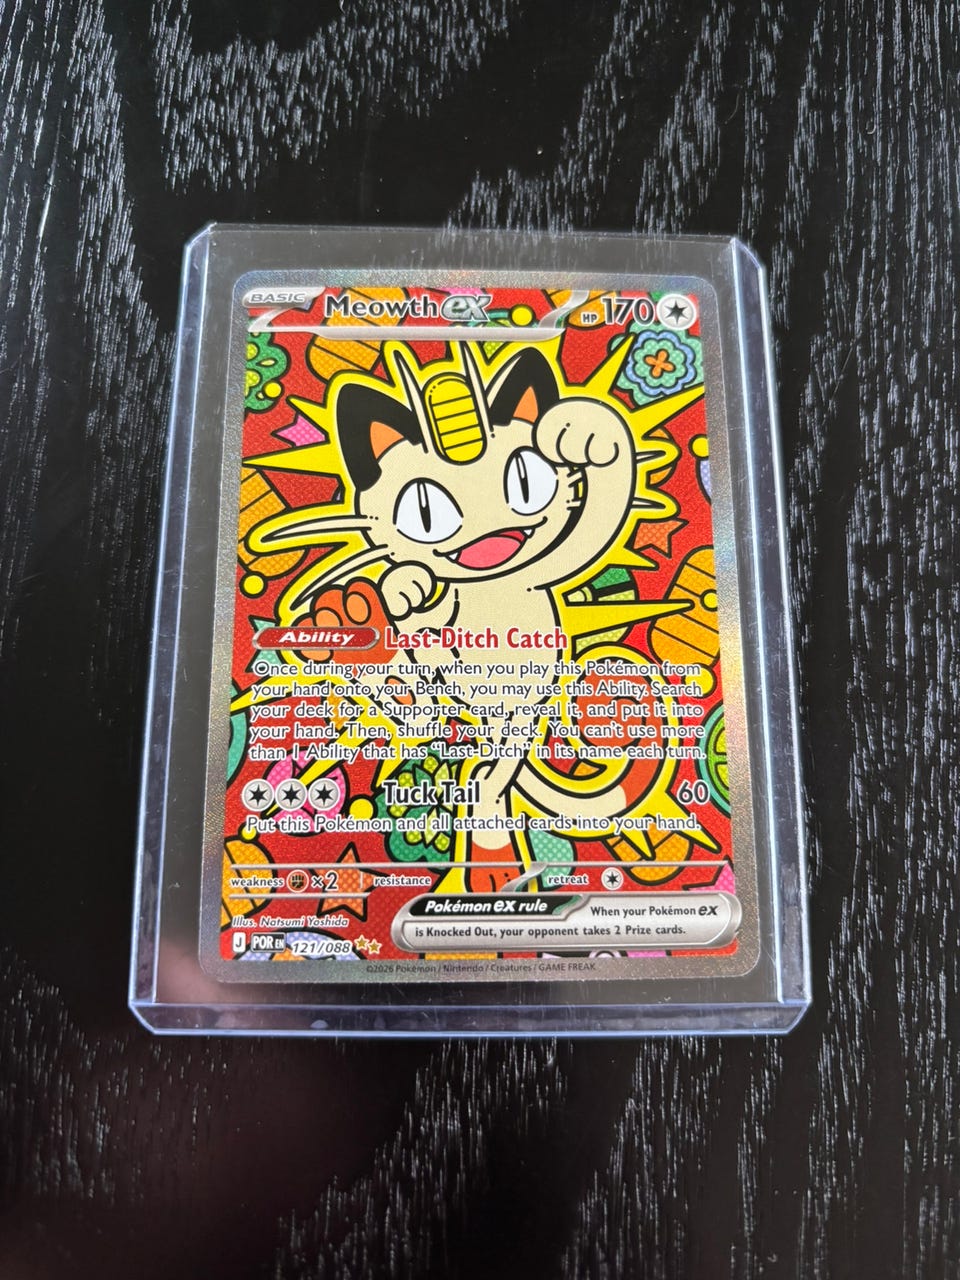 BASIC Meowth ex HP 170
Ability Last-Ditch Catch
Once during your turn, when you play this Pokémon from
your hand onto your Bench, you may use this Ability. Search
your deck for a Supporter card, reveal it, and put it into
your hand. Then, shuffle your deck. You can't use more
than 1 Ability that has "Last-Ditch" in its name each turn.
Tuck Tail 60
Put this Pokémon and all attached cards into your hand.
weakness ×2 resistance retreat
Illus. Natsumi Yoshida
Pokémon ex rule When your Pokémon ex
is Knocked Out, your opponent takes 2 Prize cards.
J POR EN 121/088
©2026 Pokémon / Nintendo / Creatures / GAME FREAK